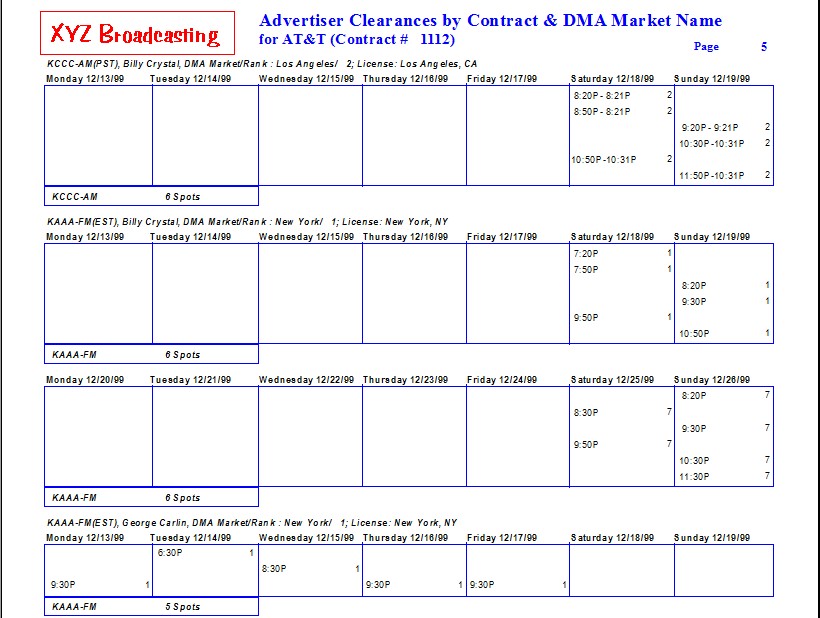 XYZ Broadcasting
Advertiser Clearances by Contract & DMA Market Name
for AT&T (Contract # 1112)
Page 5
KCCC-AM(PST), Billy Crystal, DMA Market/Rank : Los Angeles/ 2; License: Los Angeles, CA
Monday 12/13/99 Tuesday 12/14/99 Wednesday 12/15/99 Thursday 12/16/99 Friday 12/17/99 Saturday 12/18/99 Sunday 12/19/99
8:20P - 8:21P 2
8:50P - 8:21P 2
9:20P - 9:21P 2
10:30P -10:31P 2
10:50P -10:31P 2
11:50P -10:31P 2
KCCC-AM 6 Spots
KAAA-FM(EST), Billy Crystal, DMA Market/Rank : New York/ 1; License: New York, NY
Monday 12/13/99 Tuesday 12/14/99 Wednesday 12/15/99 Thursday 12/16/99 Friday 12/17/99 Saturday 12/18/99 Sunday 12/19/99
7:20P 1
7:50P 1
8:20P 1
9:30P 1
9:50P 1
10:50P 1
KAAA-FM 6 Spots
Monday 12/20/99 Tuesday 12/21/99 Wednesday 12/22/99 Thursday 12/23/99 Friday 12/24/99 Saturday 12/25/99 Sunday 12/26/99
8:20P 7
8:30P 7
9:30P 7
9:50P 7
10:30P 7
11:30P 7
KAAA-FM 6 Spots
KAAA-FM(EST), George Carlin, DMA Market/Rank : New York/ 1; License: New York, NY
Monday 12/13/99 Tuesday 12/14/99 Wednesday 12/15/99 Thursday 12/16/99 Friday 12/17/99 Saturday 12/18/99 Sunday 12/19/99
6:30P 1
8:30P 1
9:30P 1 9:30P 1 9:30P 1
KAAA-FM 5 Spots